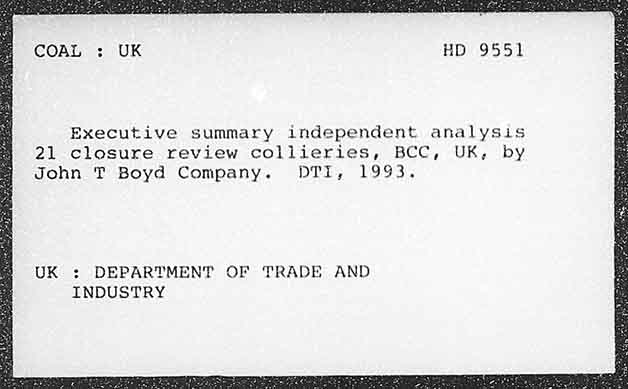 COAL : UK HD 9551
Executive summary independent analysis
21 closure review collieries, BCC, UK, by
John T Boyd Company. DTI, 1993.
UK : DEPARTMENT OF TRADE AND
INDUSTRY